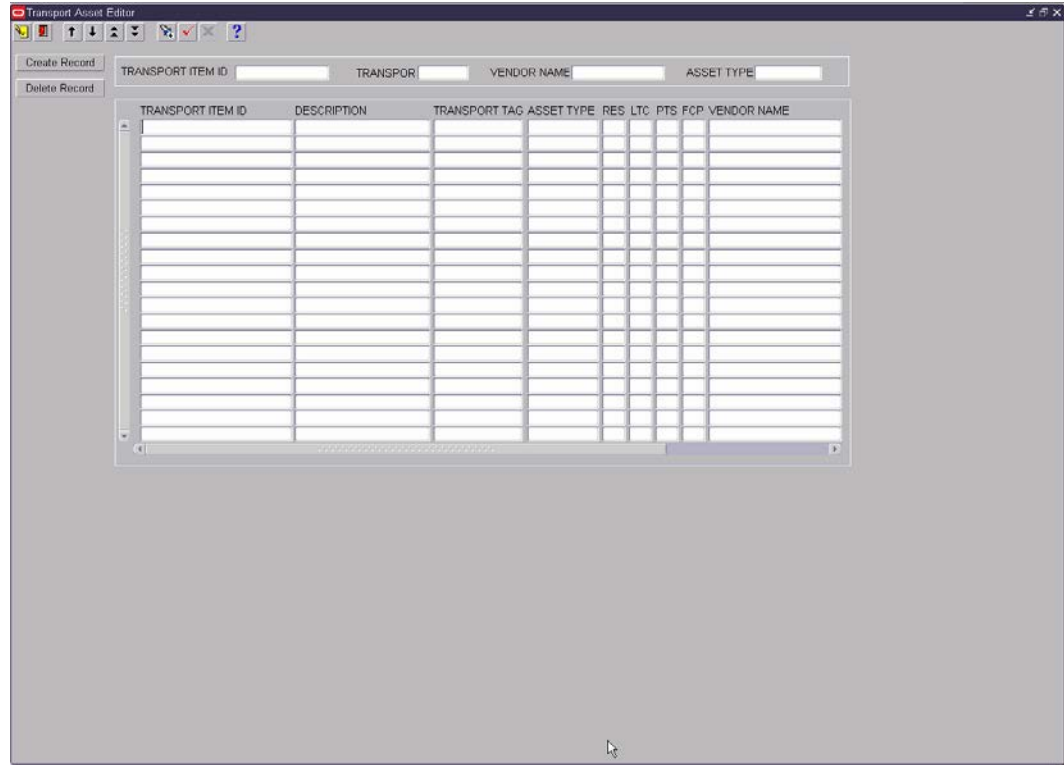 Transport Asset Editor
?
Create Record
Delete Record
TRANSPORT ITEM ID TRANSPOR VENDOR NAME ASSET TYPE
TRANSPORT ITEM ID DESCRIPTION TRANSPORT TAG ASSET TYPE RES LTC PTS FCP VENDOR NAME